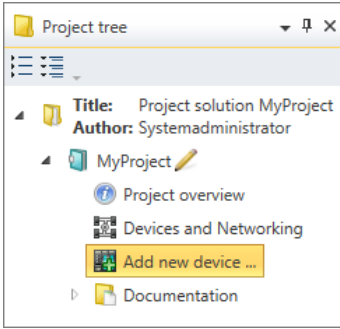 Project tree
Title: Project solution MyProject
Author: Systemadministrator
MyProject
Project overview
Devices and Networking
Add new device ...
Documentation